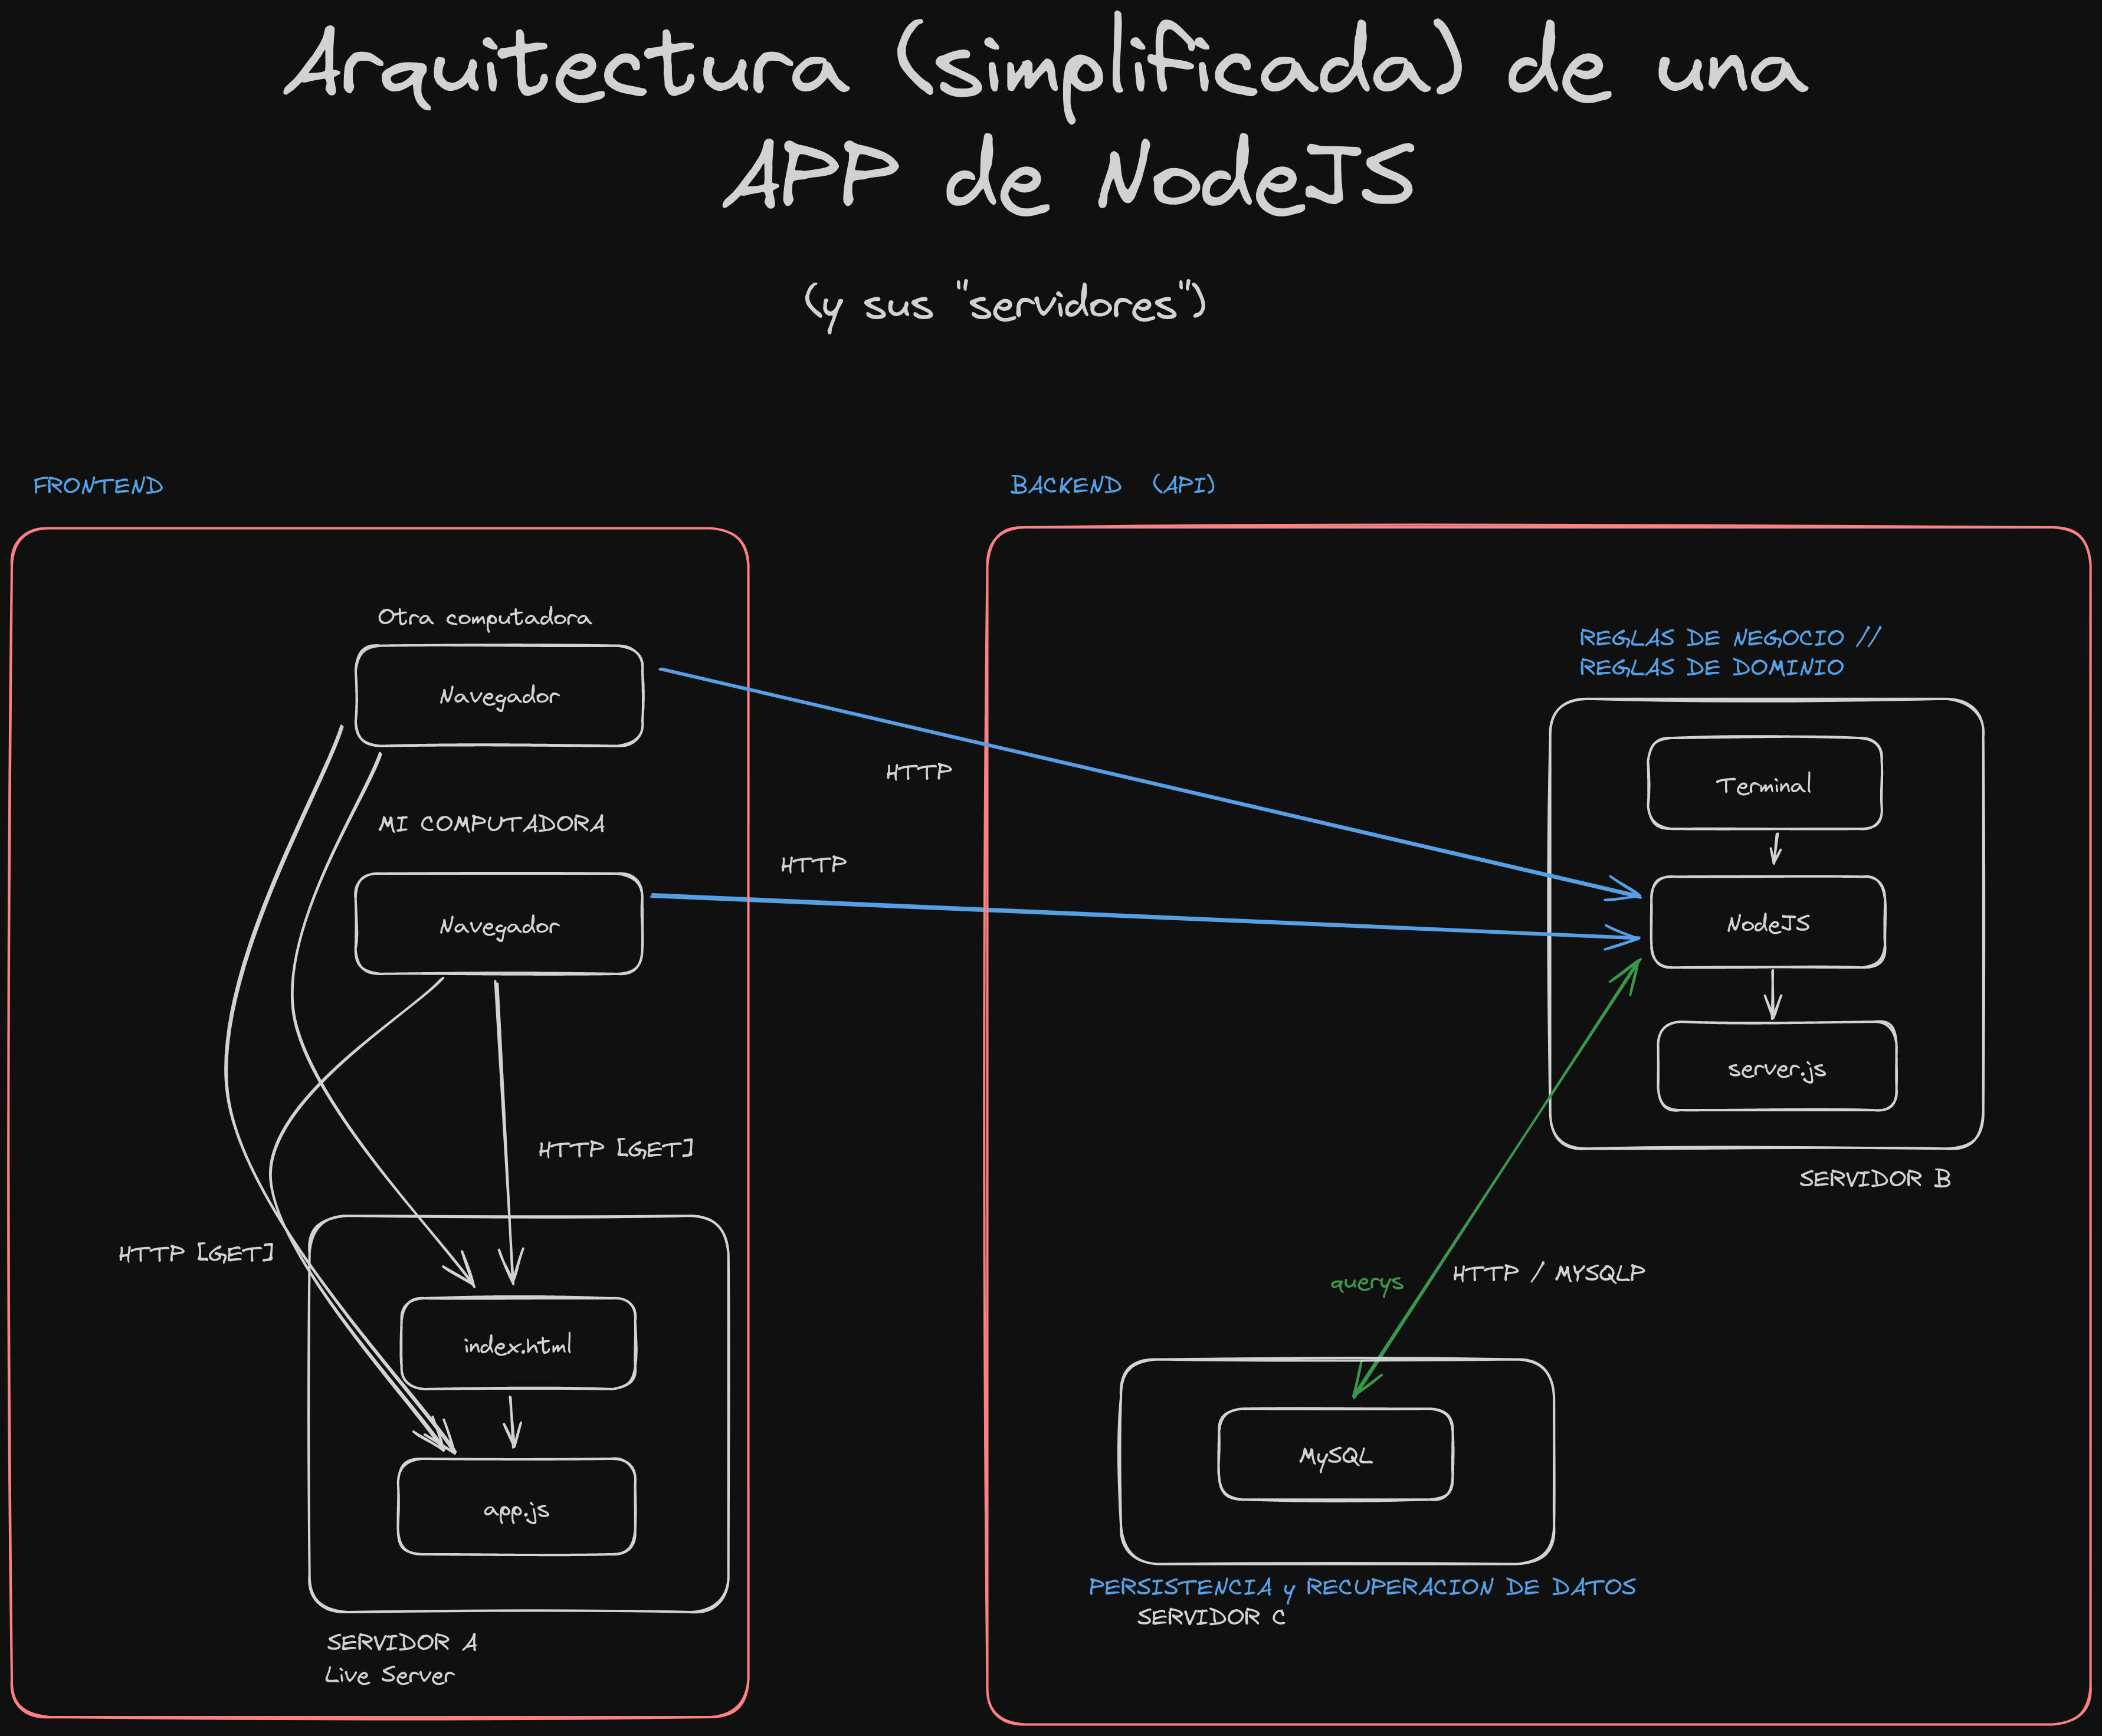 Arquitectura (simplificada) de una
APP de NodeJS
(y sus "servidores")
FRONTEND
Otra computadora
Navegador
MI COMPUTADORA
Navegador
HTTP [GET]
HTTP [GET]
index.html
app.js
SERVIDOR A
Live Server
HTTP
HTTP
BACKEND (API)
REGLAS DE NEGOCIO //
REGLAS DE DOMINIO
Terminal
NodeJS
server.js
SERVIDOR B
querys
HTTP / MYSQLP
MySQL
PERSISTENCIA y RECUPERACION DE DATOS
SERVIDOR C